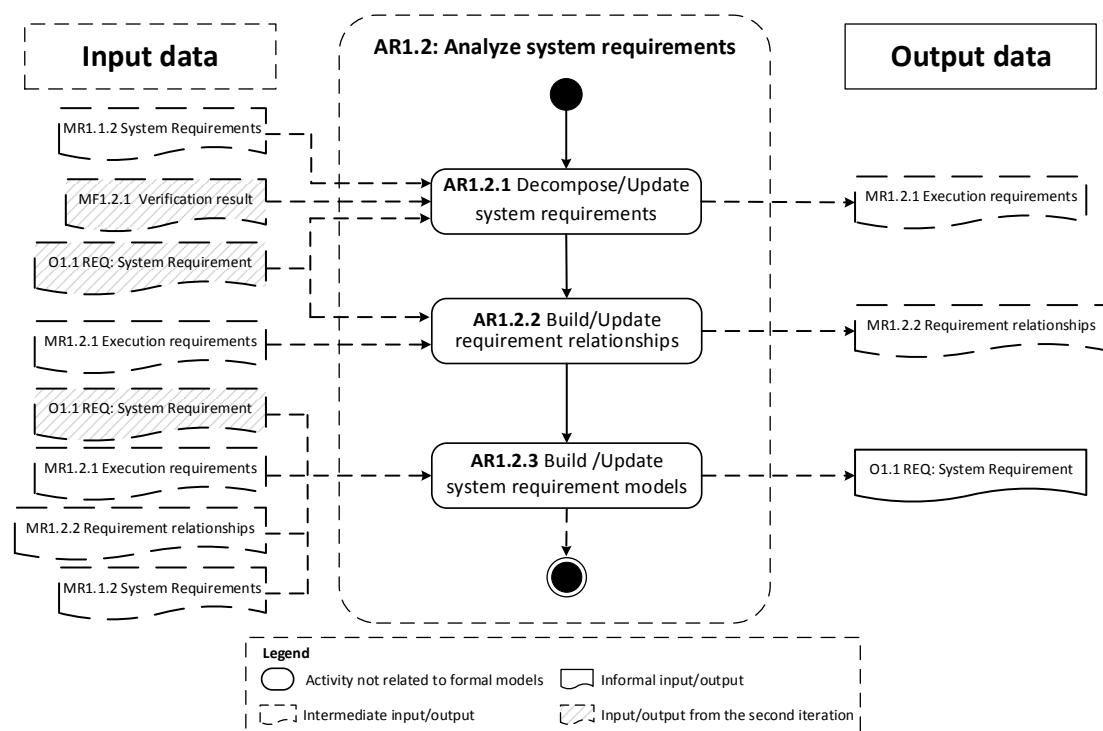 Input data
AR1.2: Analyze system requirements
Output data
MR1.1.2 System Requirements
MF1.2.1 Verification result
O1.1 REQ: System Requirement
MR1.2.1 Execution requirements
O1.1 REQ: System Requirement
MR1.2.1 Execution requirements
MR1.2.2 Requirement relationships
MR1.1.2 System Requirements
AR1.2.1 Decompose/Update
system requirements
AR1.2.2 Build/Update
requirement relationships
AR1.2.3 Build /Update
system requirement models
MR1.2.1 Execution requirements
MR1.2.2 Requirement relationships
O1.1 REQ: System Requirement
Legend
Activity not related to formal models
Informal input/output
Intermediate input/output
Input/output from the second iteration